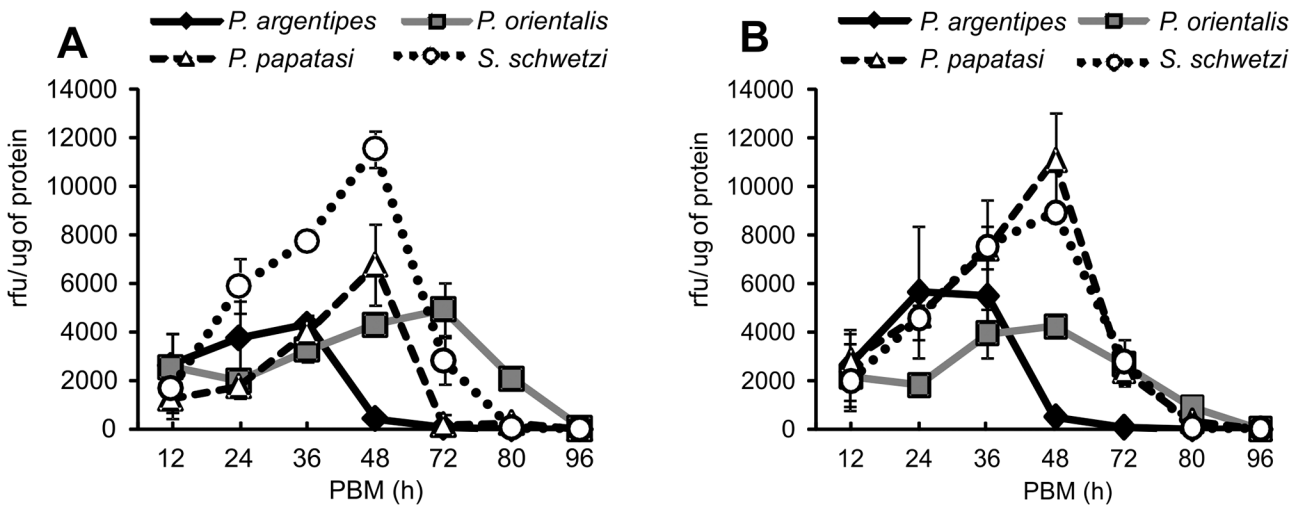 A
P. argentipes P. orientalis
P. papatasi S. schwetzi
14000
12000
10000
8000
6000
4000
2000
0
rfu/ug of protein
12 24 36 48 72 80 96
PBM (h)
B
P. argentipes P. orientalis
P. papatasi S. schwetzi
14000
12000
10000
8000
6000
4000
2000
0
rfu/ug of protein
12 24 36 48 72 80 96
PBM (h)